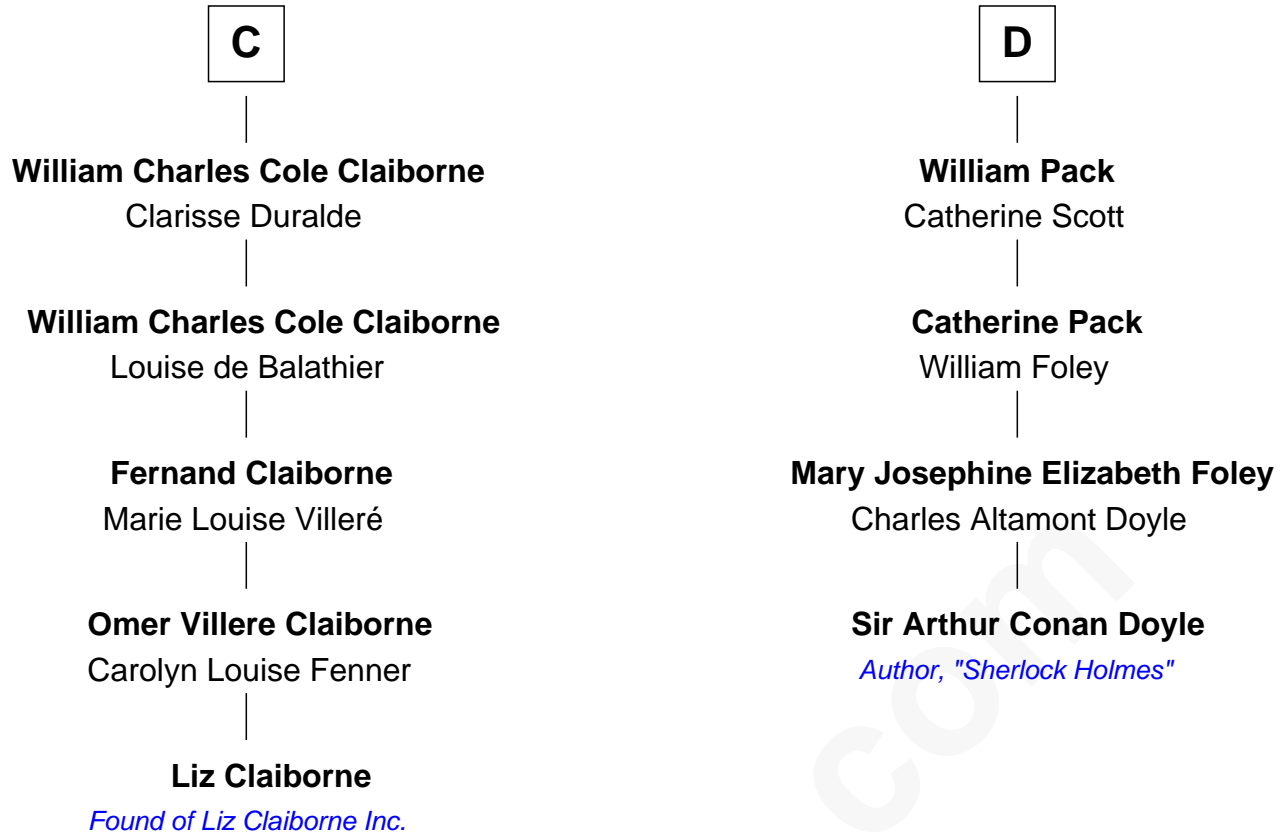 C
William Charles Cole Claiborne
Clarisse Duralde
William Charles Cole Claiborne
Louise de Balathier
Fernand Claiborne
Marie Louise Villeré
Omer Villere Claiborne
Carolyn Louise Fenner
Liz Claiborne
Found of Liz Claiborne Inc.
D
William Pack
Catherine Scott
Catherine Pack
William Foley
Mary Josephine Elizabeth Foley
Charles Altamont Doyle
Sir Arthur Conan Doyle
Author, "Sherlock Holmes"
com